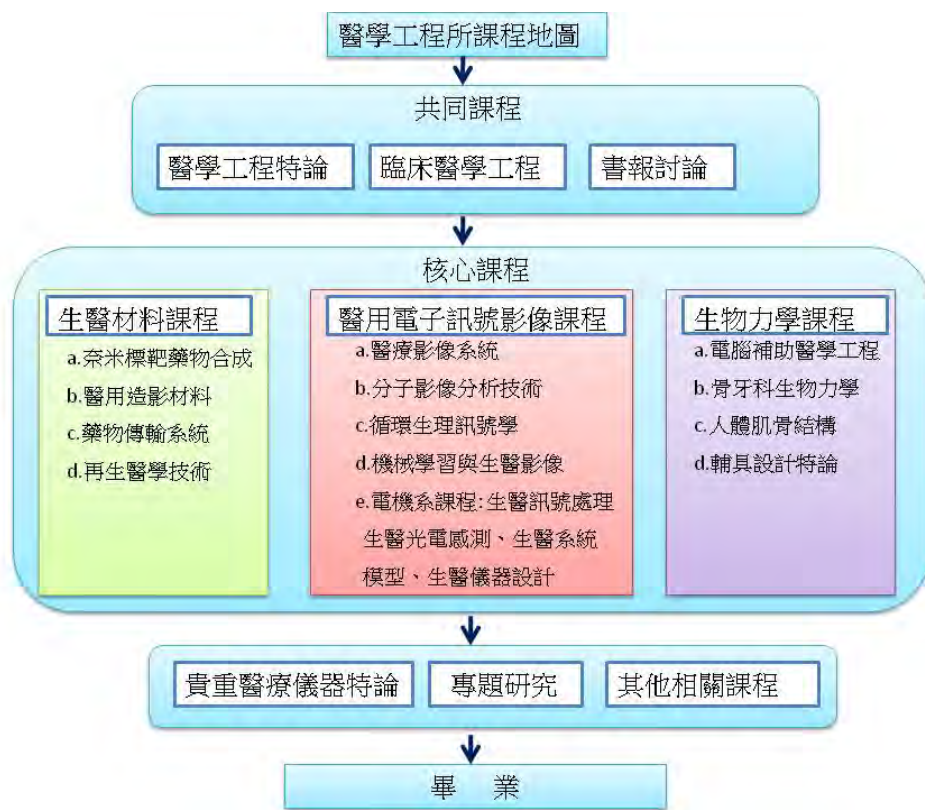 醫學工程所課程地圖
共同課程
醫學工程特論
臨床醫學工程
書報討論
核心課程
生醫材料課程
a.奈米標靶藥物合成
b.醫用造影材料
c.藥物傳輸系統
d.再生醫學技術
醫用電子訊號影像課程
a.醫療影像系統
b.分子影像分析技術
c.循環生理訊號學
d.機械學習與生醫影像
e.電機系課程:生醫訊號處理
生醫光電感測、生醫系統
模型、生醫儀器設計
生物力學課程
a.電腦補助醫學工程
b.骨牙科生物力學
c.人體肌骨結構
d.輔具設計特論
貴重醫療儀器特論
專題研究
其他相關課程
畢 業